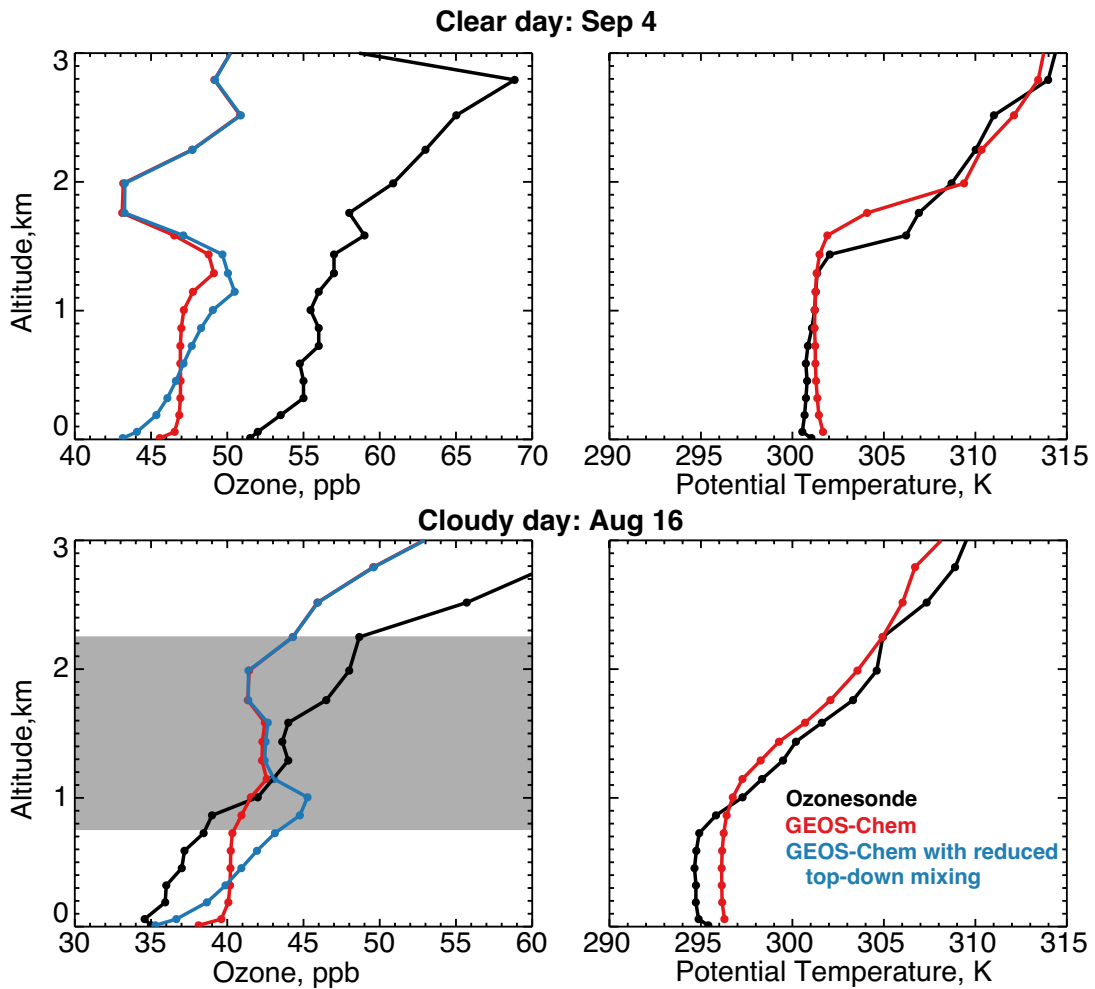 Clear day: Sep 4
3
2
1
0
Altitude,km
40 45 50 55 60 65 70
Ozone, ppb
290 295 300 305 310 315
Potential Temperature, K
Cloudy day: Aug 16
3
2
1
0
Altitude,km
30 35 40 45 50 55 60
Ozone, ppb
Ozonesonde
GEOS-Chem
GEOS-Chem with reduced
top-down mixing
290 295 300 305 310 315
Potential Temperature, K